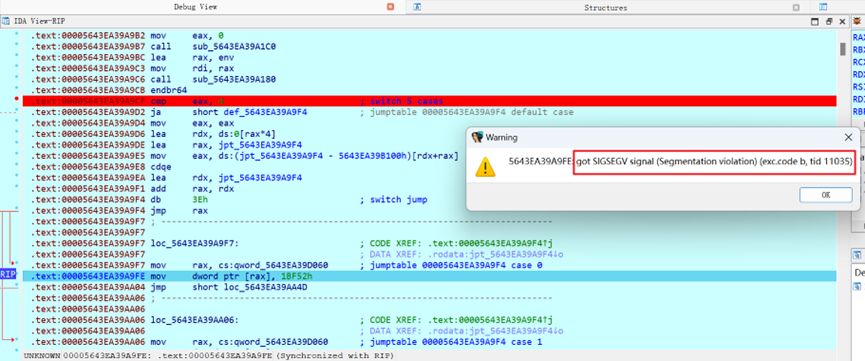 Debug View
Structures
IDA View-RIP
.text:00005643EA39A9B2 mov eax, 0
.text:00005643EA39A9B7 call sub_5643EA39A1C0
.text:00005643EA39A9BC lea rax, env
.text:00005643EA39A9C3 mov rdi, rax
.text:00005643EA39A9C6 call sub_5643EA39A180
.text:00005643EA39A9CB endbr64
.text:00005643EA39A9CF cmp eax, 4 ; switch 5 cases
.text:00005643EA39A9D2 ja short def_5643EA39A9F4 ; jumptable 00005643EA39A9F4 default case
.text:00005643EA39A9D4 mov eax, eax
.text:00005643EA39A9D6 lea rdx, ds:0[rax*4]
.text:00005643EA39A9DE lea rax, jpt_5643EA39A9F4
.text:00005643EA39A9E5 mov eax, ds:(jpt_5643EA39A9F4 - 5643EA39B100h)[rdx+rax]
.text:00005643EA39A9E8 cdqe
.text:00005643EA39A9EA lea rdx, jpt_5643EA39A9F4
.text:00005643EA39A9F1 add rax, rdx
.text:00005643EA39A9F4 db 3Eh ; switch jump
.text:00005643EA39A9F4 jmp rax
.text:00005643EA39A9F7 ;
.text:00005643EA39A9F7
.text:00005643EA39A9F7 loc_5643EA39A9F7: ; CODE XREF: .text:00005643EA39A9F4↑j
.text:00005643EA39A9F7 ; DATA XREF: .rodata:jpt_5643EA39A9F4↓o
.text:00005643EA39A9F7 mov rax, cs:qword_5643EA39D060 ; jumptable 00005643EA39A9F4 case 0
RIP .text:00005643EA39A9FE mov dword ptr [rax], 1BF52h
.text:00005643EA39AA04 jmp short loc_5643EA39AA4D
.text:00005643EA39AA06 ;
.text:00005643EA39AA06
.text:00005643EA39AA06 loc_5643EA39AA06: ; CODE XREF: .text:00005643EA39A9F4↑j
.text:00005643EA39AA06 ; DATA XREF: .rodata:jpt_5643EA39A9F4↓o
.text:00005643EA39AA06 mov rax, cs:qword_5643EA39D060 ; jumptable 00005643EA39A9F4 case 1
UNKNOWN 00005643EA39A9FE: .text:00005643EA39A9FE (Synchronized with RIP)
Warning
5643EA39A9FE: got SIGSEGV signal (Segmentation violation) (exc.code b, tid 11035)
OK
De